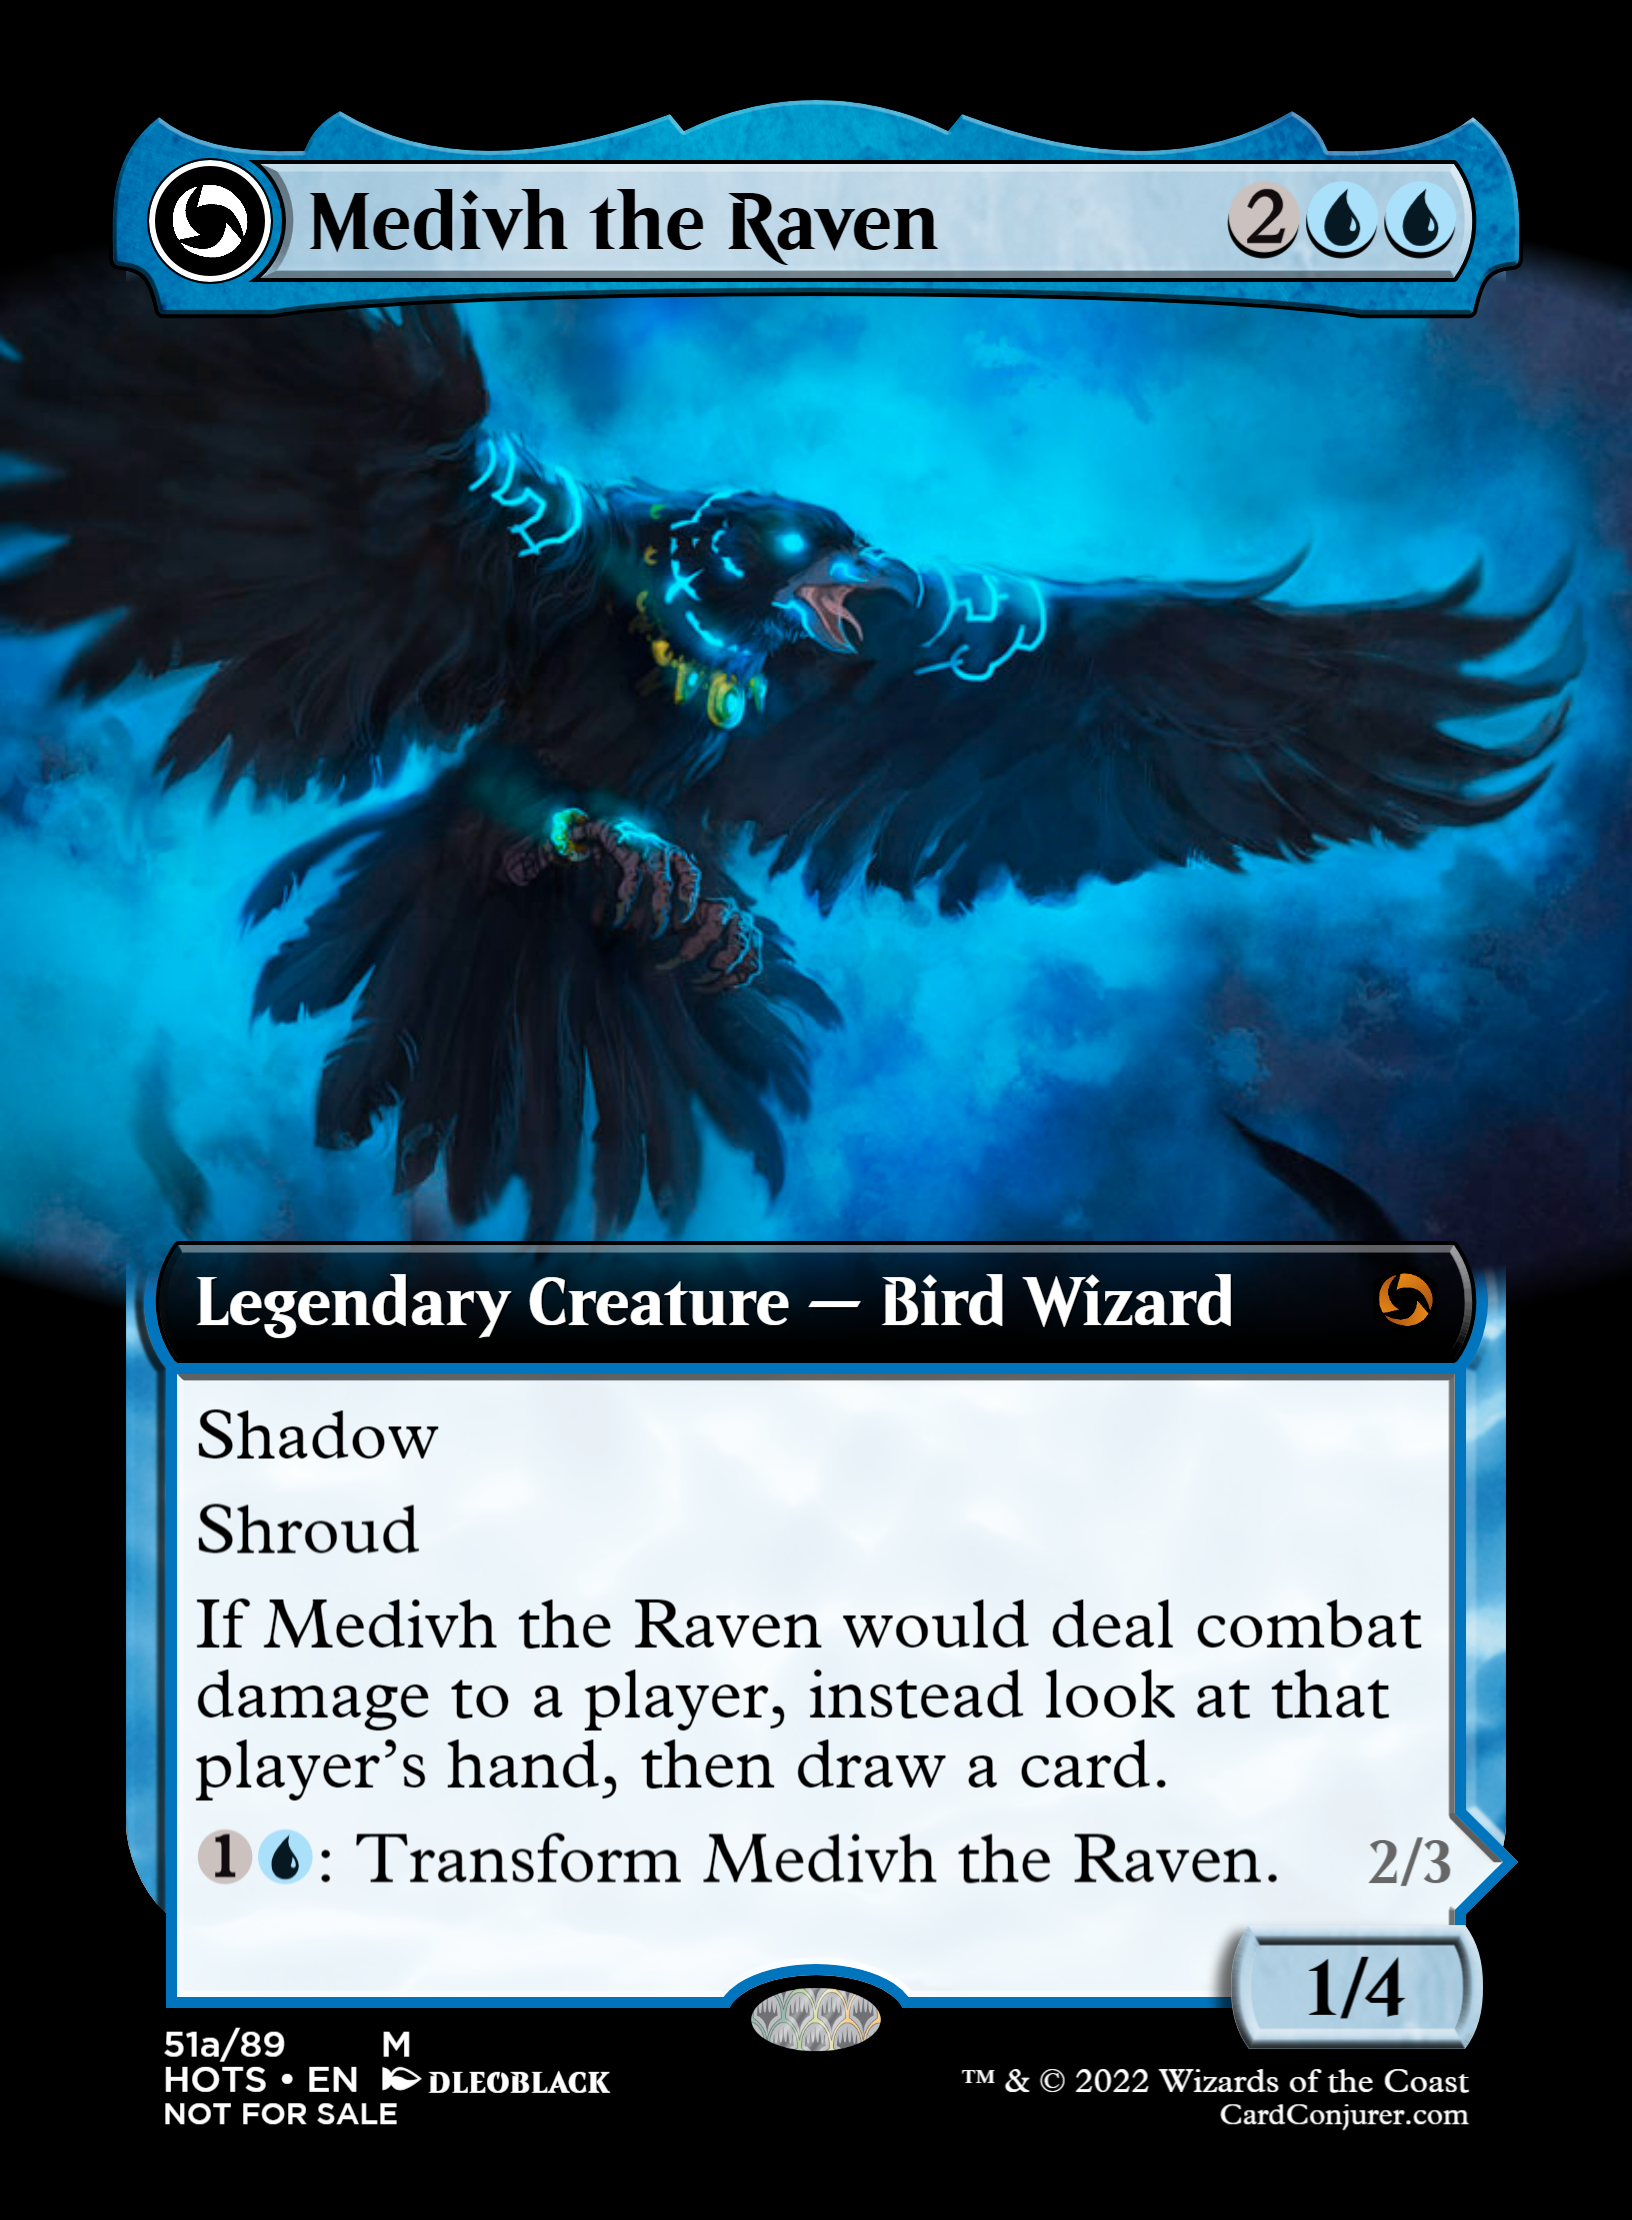 Medivh the Raven 2
Legendary Creature — Bird Wizard
Shadow
Shroud
If Medivh the Raven would deal combat
damage to a player, instead look at that
player’s hand, then draw a card.
1: Transform Medivh the Raven. 2/3
1/4
51a/89 M
HOTS • EN DLEOBLACK
NOT FOR SALE
™ & © 2022 Wizards of the Coast
CardConjurer.com